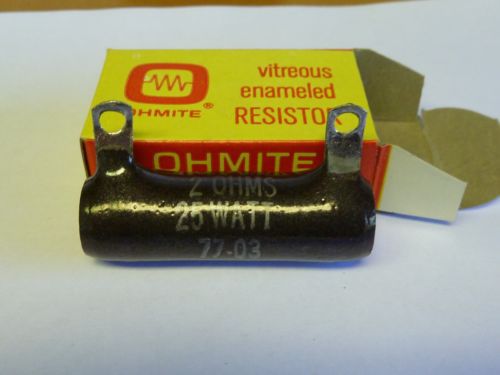 OHMITE®
vitreous
enameled
RESISTOR
OHMITE
2 OHMS
25 WATT
77-03